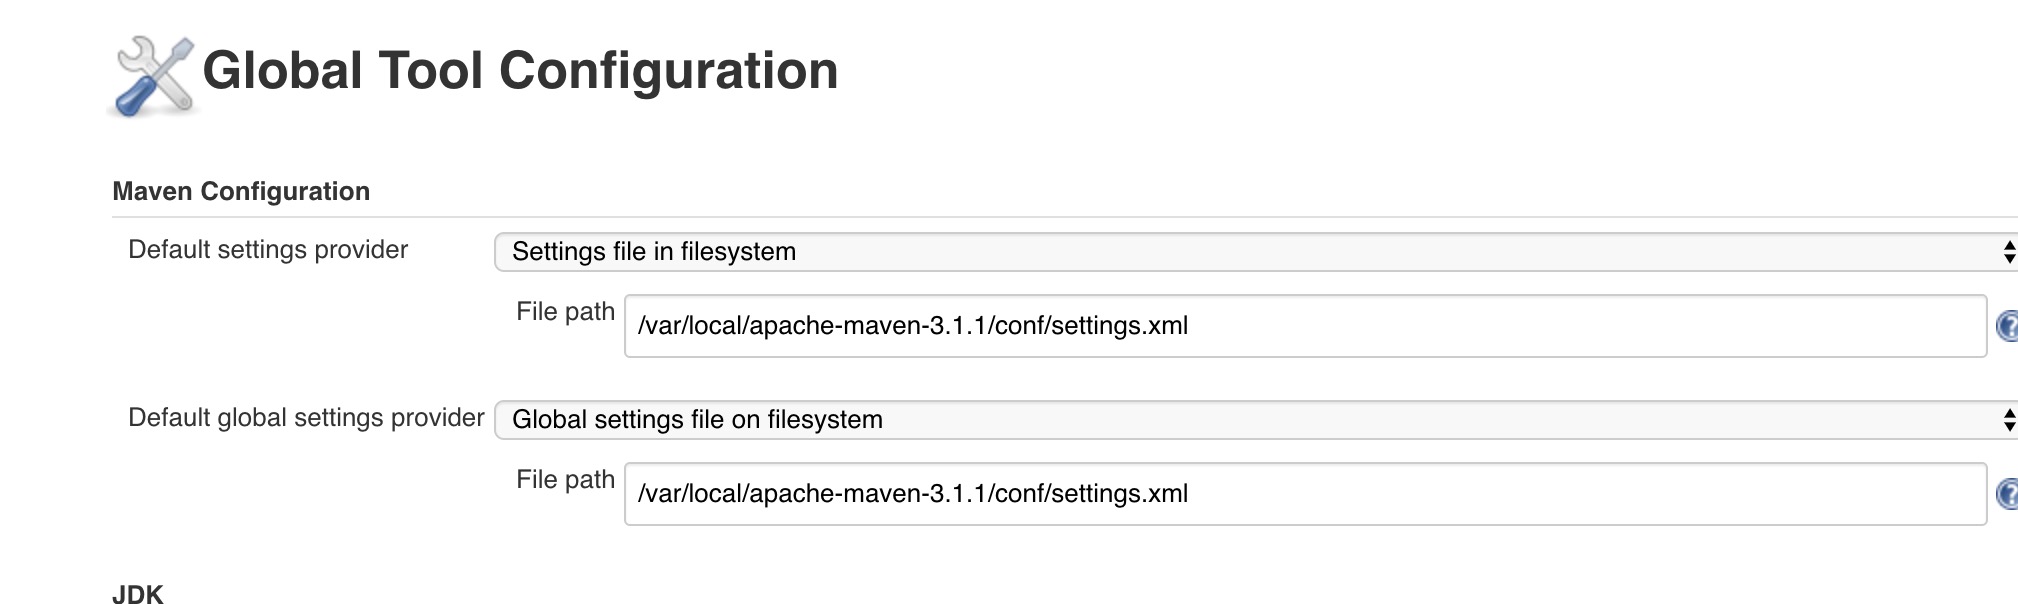 Global Tool Configuration
Maven Configuration
Default settings provider Settings file in filesystem
File path /var/local/apache-maven-3.1.1/conf/settings.xml ?
Default global settings provider Global settings file on filesystem
File path /var/local/apache-maven-3.1.1/conf/settings.xml ?
JDK